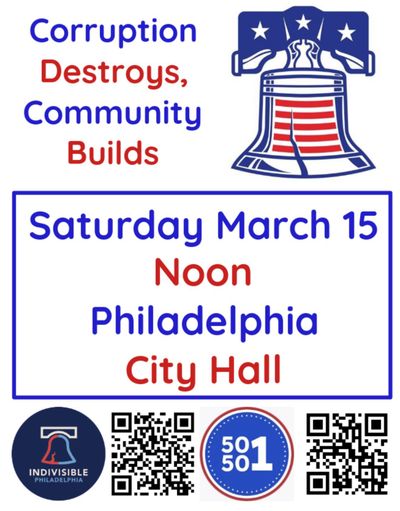 Corruption
Destroys,
Community
Builds
Saturday March 15
Noon
Philadelphia
City Hall
INDIVISIBLE
PHILADELPHIA
50
50
1